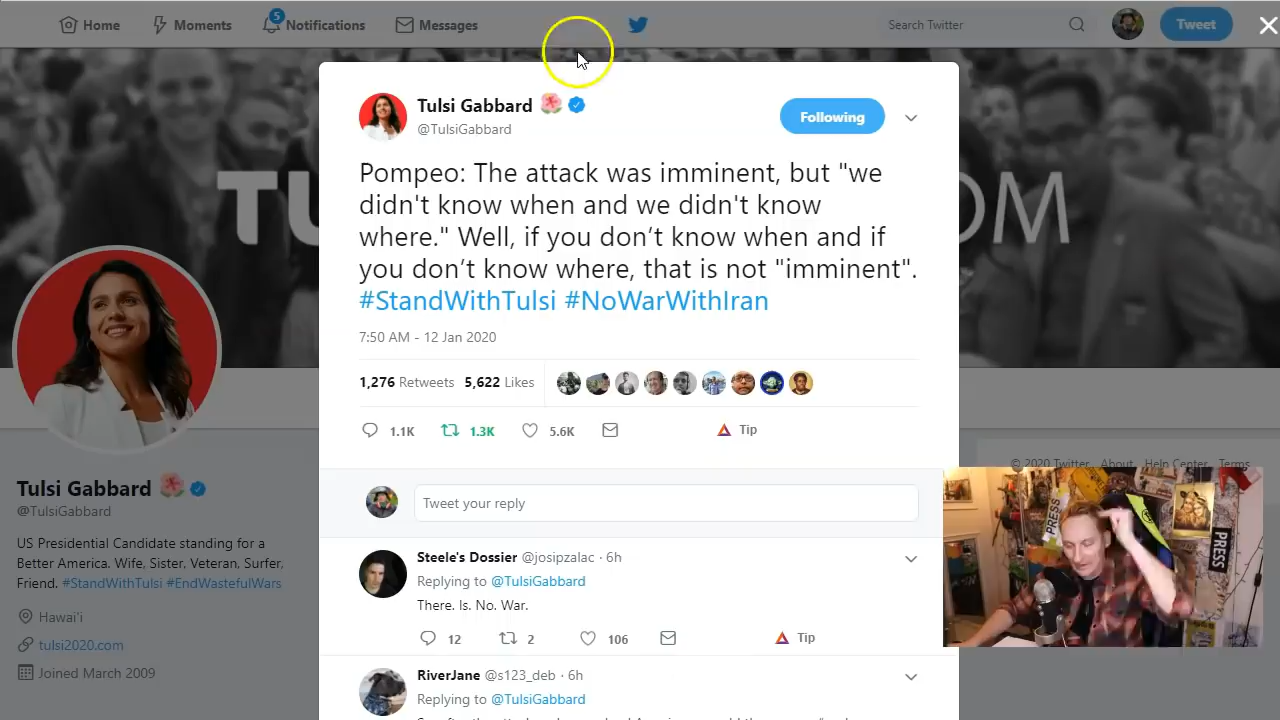 Home
Moments
5
Notifications
Messages
Search Twitter
Tweet
TU
OM
Tulsi Gabbard
@TulsiGabbard
Following
Pompeo: The attack was imminent, but "we
didn't know when and we didn't know
where." Well, if you don’t know when and if
you don’t know where, that is not "imminent".
#StandWithTulsi #NoWarWithIran
7:50 AM - 12 Jan 2020
1,276 Retweets 5,622 Likes
1.1K 1.3K 5.6K Tip
Tweet your reply
Tulsi Gabbard
@TulsiGabbard
US Presidential Candidate standing for a
Better America. Wife, Sister, Veteran, Surfer,
Friend. #StandWithTulsi #EndWastefulWars
Hawai'i
tulsi2020.com
Joined March 2009
Steele's Dossier @josipzalac · 6h
Replying to @TulsiGabbard
There. Is. No. War.
12 2 106 Tip
RiverJane @s123_deb · 6h
Replying to @TulsiGabbard
© 2020 Twitter About Help Center Terms
PRESS
PRESS